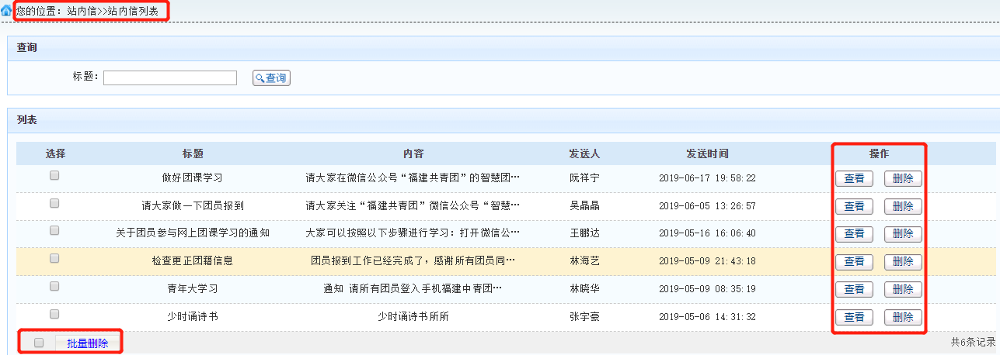 您的位置：站内信>>站内信列表
查询
标题： 查询
列表
选择 标题 内容 发送人 发送时间 操作
做好团课学习 请大家在微信公众号“福建共青团”的智慧团… 阮祥宁 2019-06-17 19:58:22 查看 删除
请大家做一下团员报到 请大家关注“福建共青团”微信公众号“智慧… 吴晶晶 2019-06-05 13:26:57 查看 删除
关于团员参与网上团课学习的通知 大家可以按照以下步骤进行学习：打开微信公… 王鹏达 2019-05-16 16:06:40 查看 删除
检查更正团籍信息 团员报到工作已经完成了，感谢所有团员同… 林海艺 2019-05-09 21:43:18 查看 删除
青年大学习 通知 请所有团员登入手机福建中青团… 林晓华 2019-05-09 08:35:19 查看 删除
少时诵诗书 少时诵诗书所所 张宇豪 2019-05-06 14:31:32 查看 删除
批量删除 共6条记录